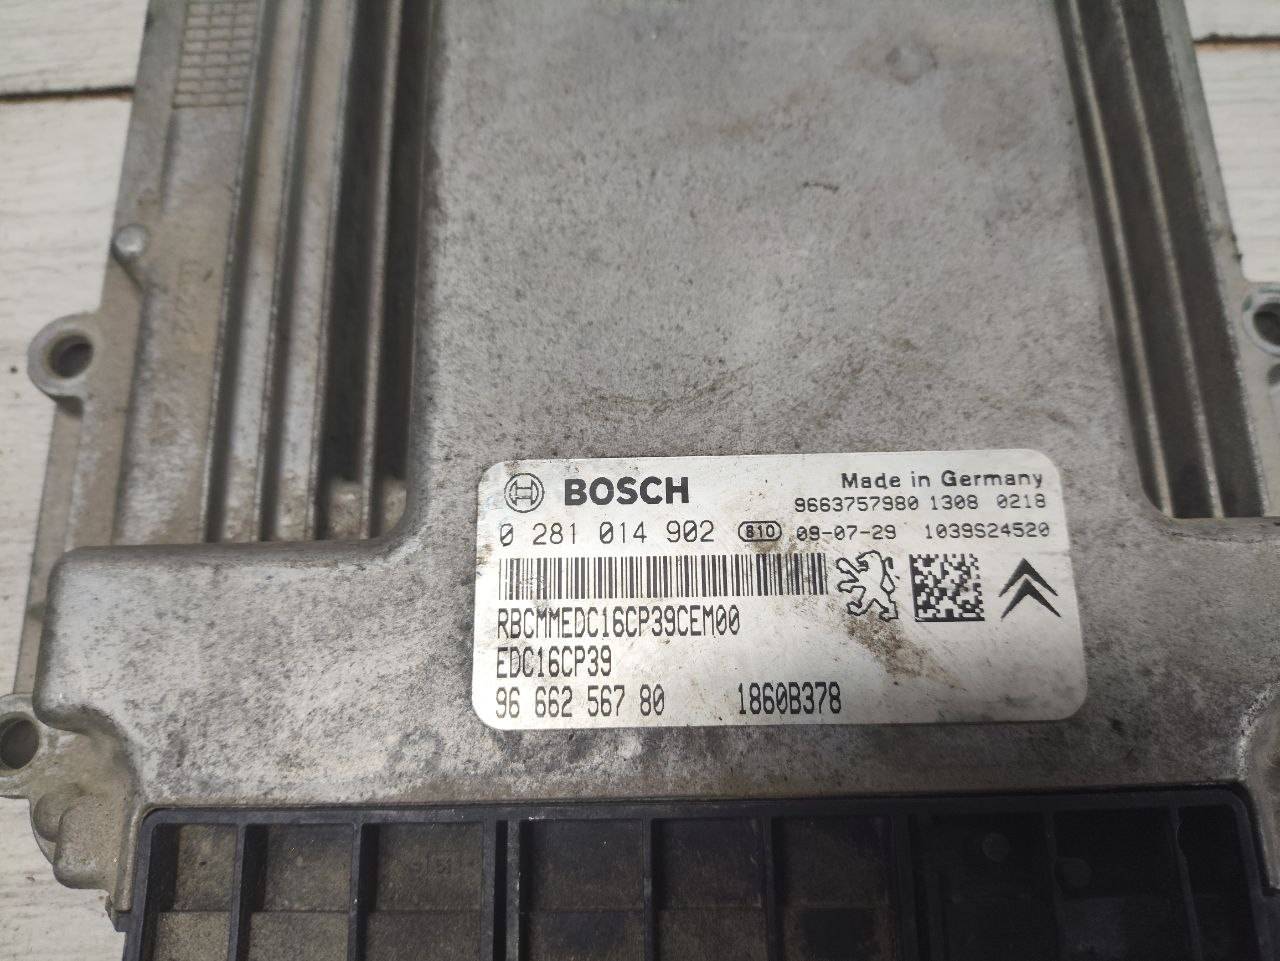 BOSCH Made in Germany
9663757980 1308 0218
0 281 014 902 810 09-07-29 1039S24520
RBCMMEDC16CP39CEM00
EDC16CP39
96 662 567 80 1860B378